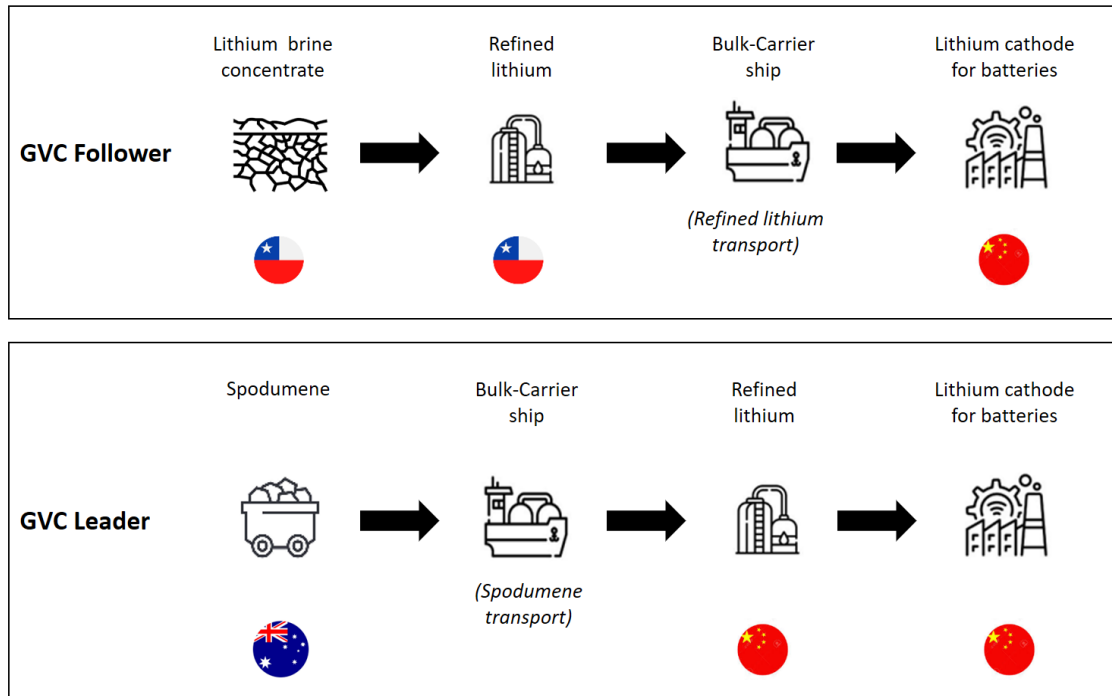 Lithium brine
concentrate
Refined
lithium
Bulk-Carrier
ship
Lithium cathode
for batteries
GVC Follower
(Refined lithium
transport)
Spodumene
Bulk-Carrier
ship
Refined
lithium
Lithium cathode
for batteries
GVC Leader
(Spodumene
transport)